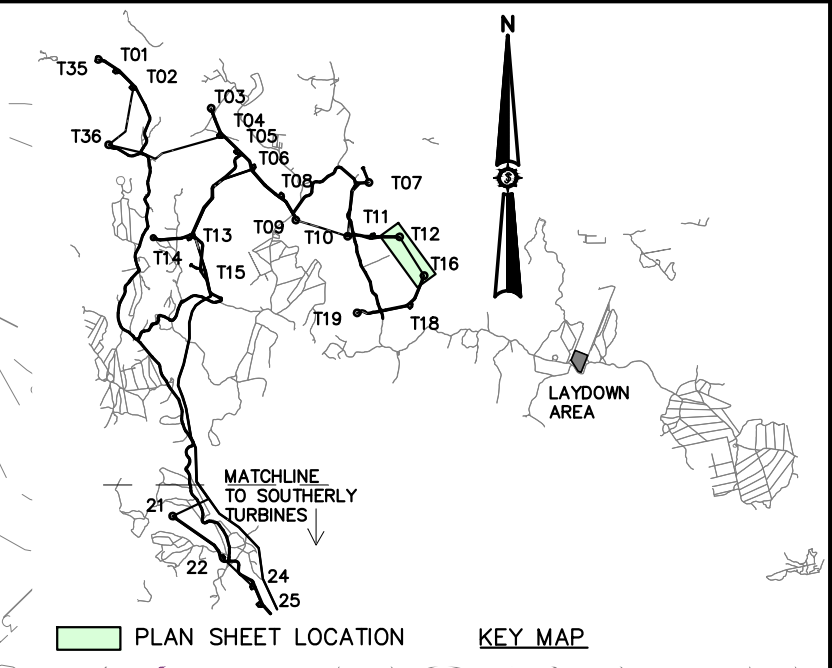 N
T01
T35
T02
T03
T04
T36
T05
T06
T08
T07
T09
T11
T10
T12
T13
T14
T15
T16
T19
T18
LAYDOWN
AREA
MATCHLINE
TO SOUTHERLY
TURBINES
21
22
24
25
PLAN SHEET LOCATION
KEY MAP